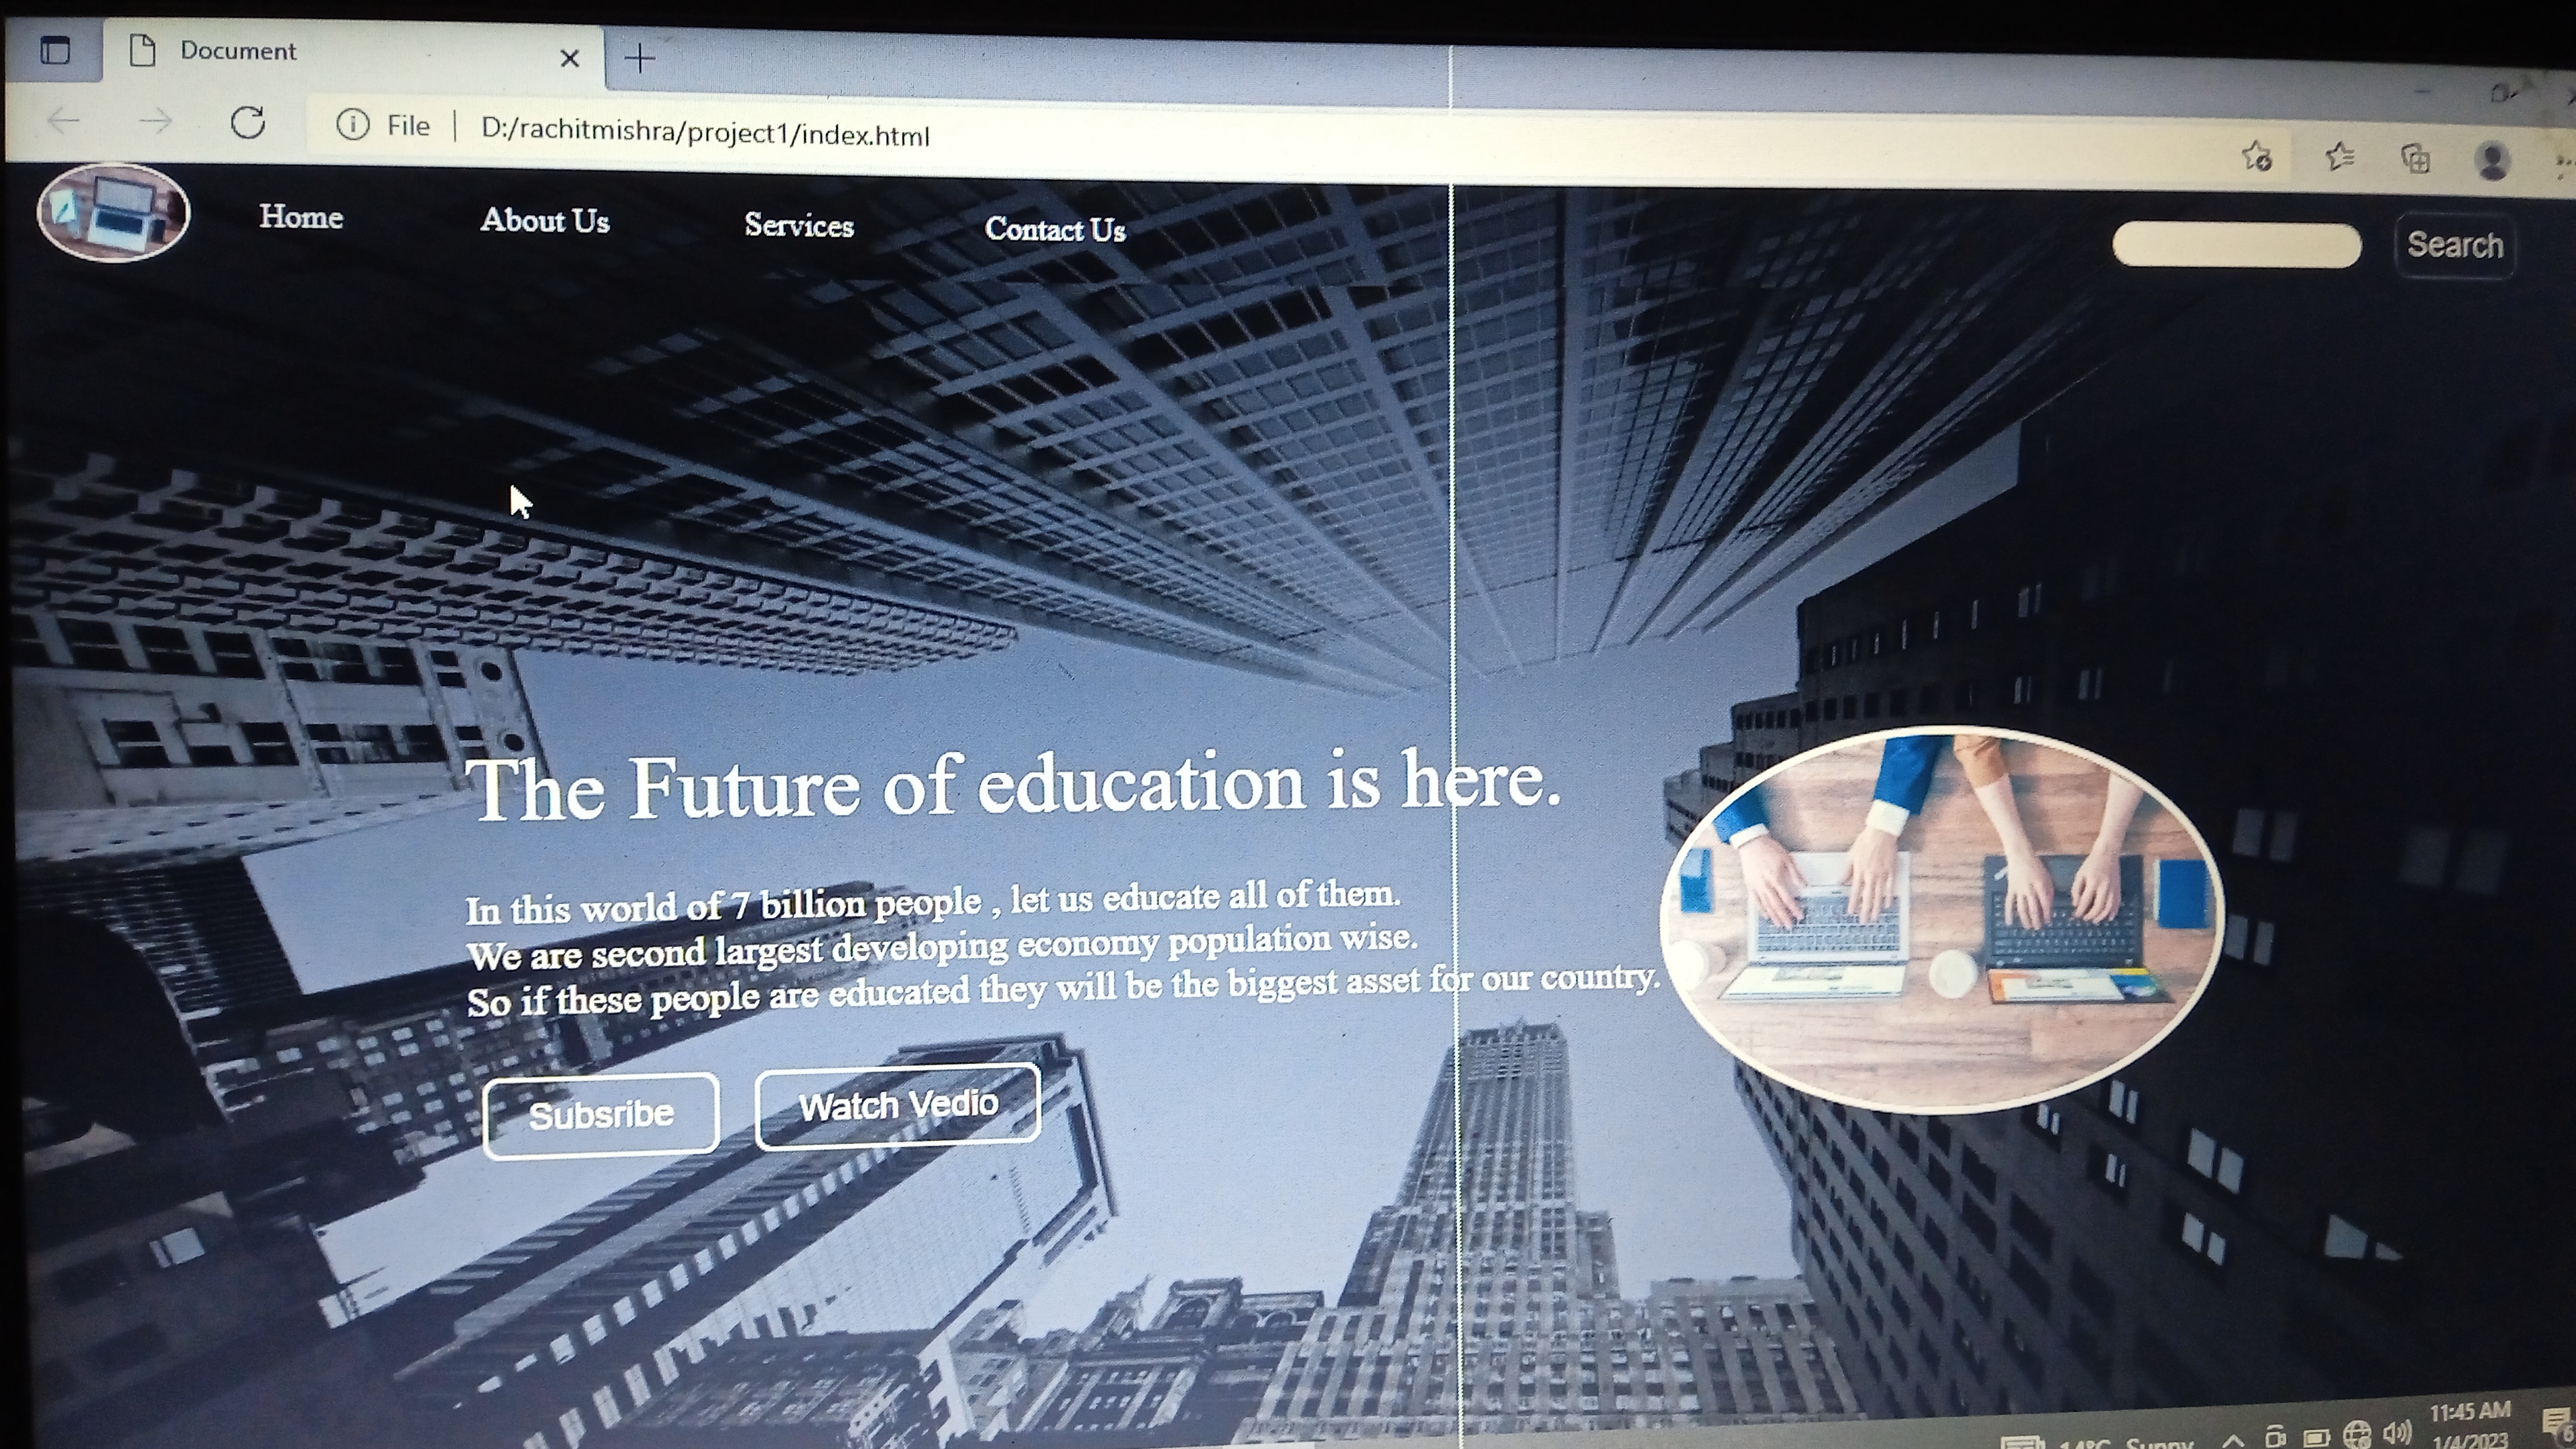 Document
File | D:/rachitmishra/project1/index.html
Home About Us Services Contact Us Search
The Future of education is here.
In this world of 7 billion people , let us educate all of them.
We are second largest developing economy population wise.
So if these people are educated they will be the biggest asset for our country.
Subsribe Watch Vedio
11:45 AM
14°C Sunny 1/4/2023